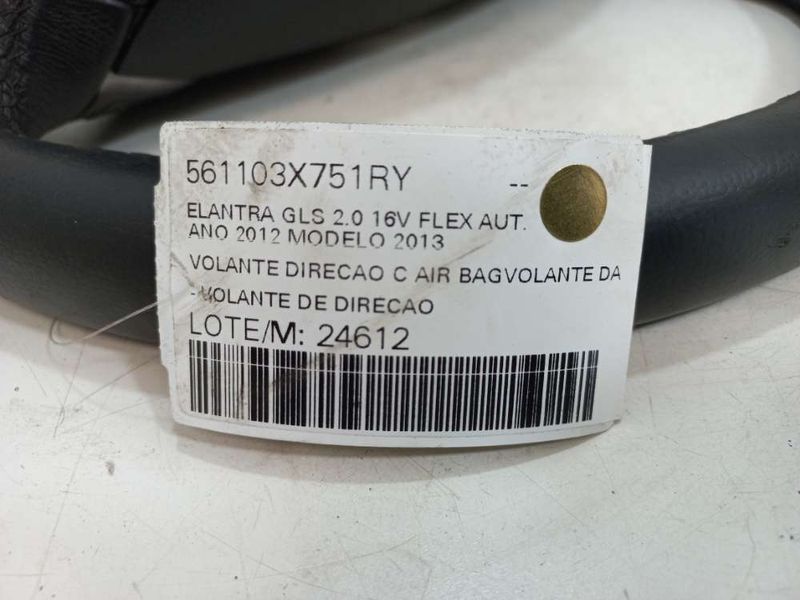 561103X751RY --
ELANTRA GLS 2.0 16V FLEX AUT.
ANO 2012 MODELO 2013
VOLANTE DIRECAO C AIR BAGVOLANTE DA
- VOLANTE DE DIRECAO
LOTE/M: 24612